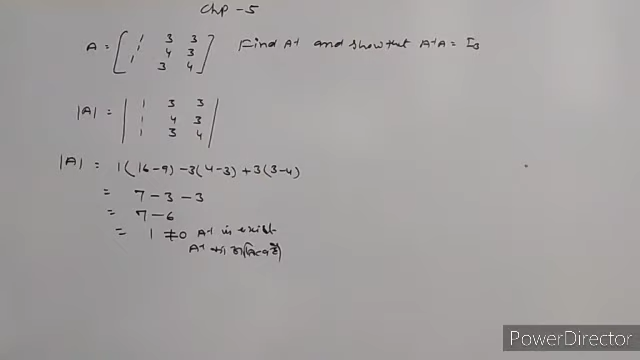 Chp - 5
A = [ 1 3 3 Find A⁻¹ and show that A⁻¹A = I₃
1 4 3
1 3 4 ]
|A| = | 1 3 3
1 4 3
1 3 4 |
|A| = 1(16-9) -3(4-3) +3(3-4)
= 7 - 3 - 3
= 7 - 6
= 1 ≠ 0 A⁻¹ is exist
A⁻¹ का
PowerDirector